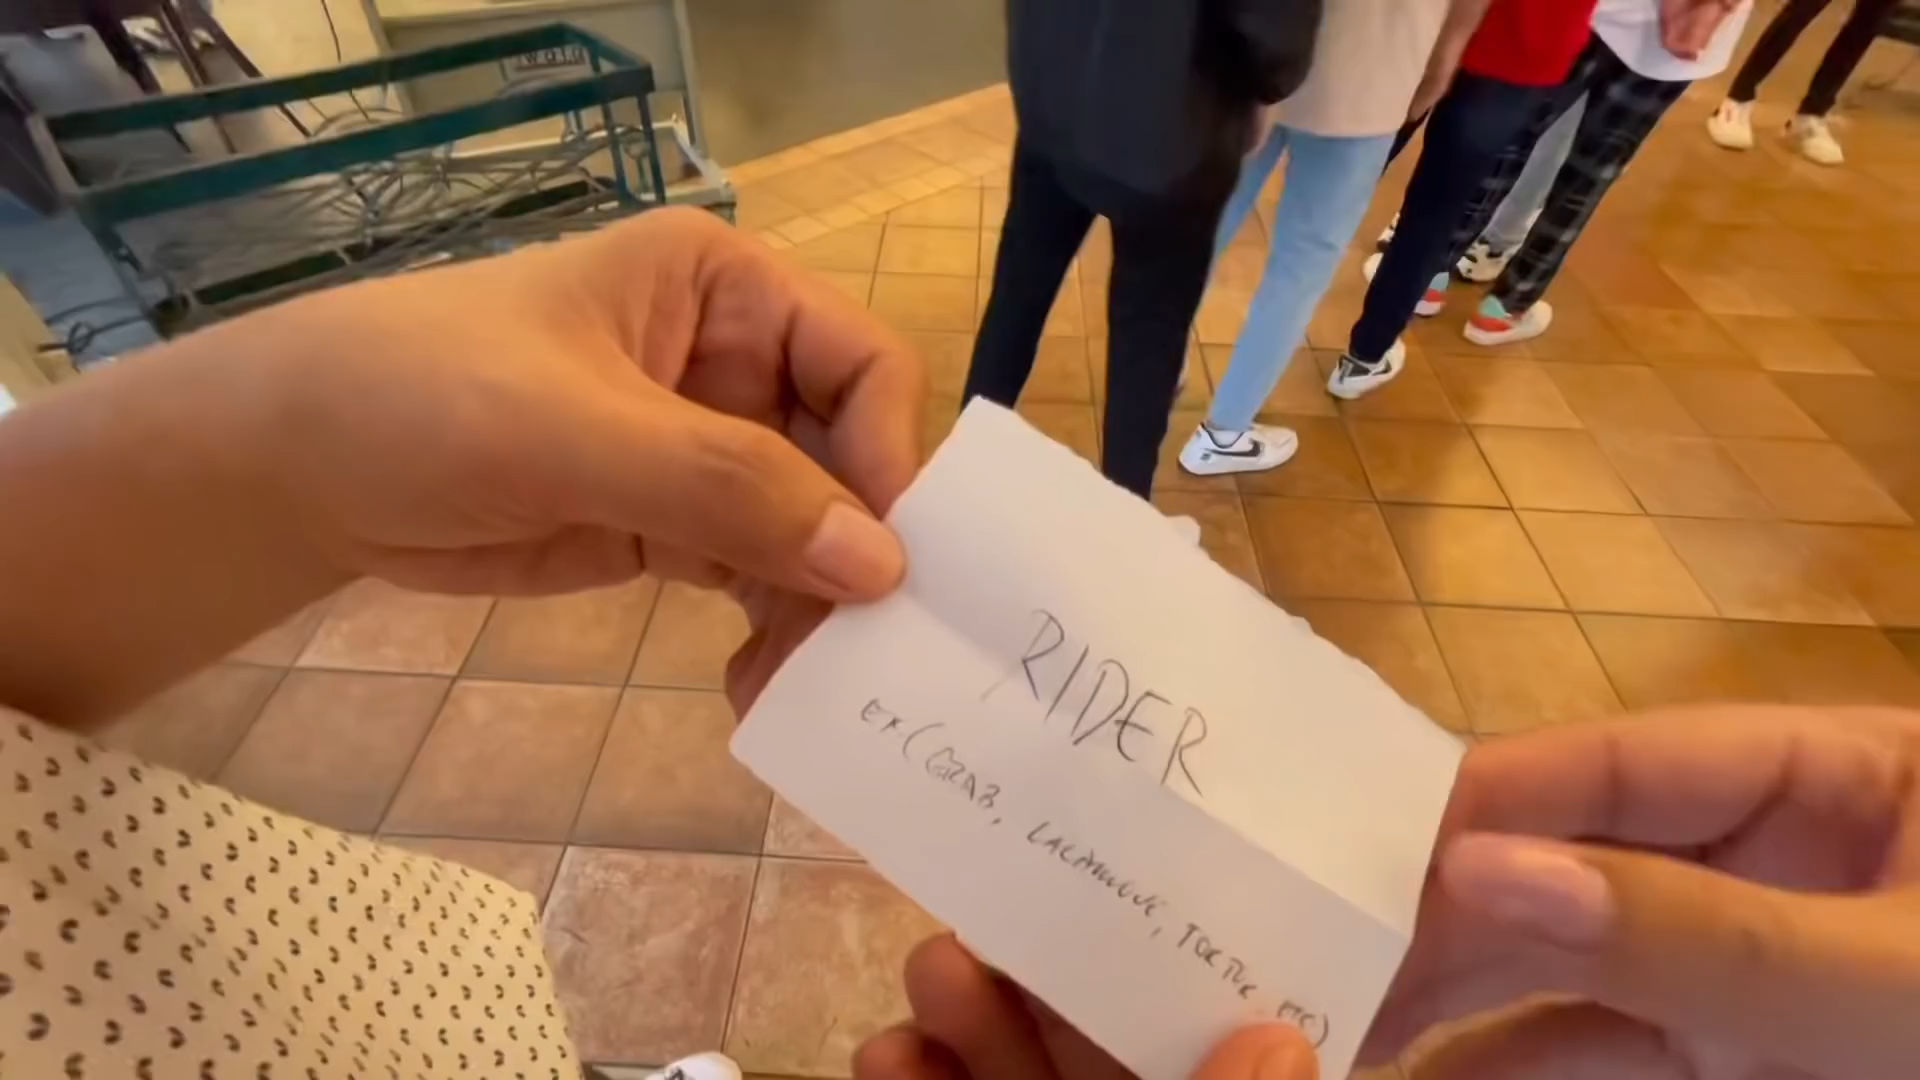 RIDER
EX. (GRAB, LALAMOVE, TOKTOK, ETC)